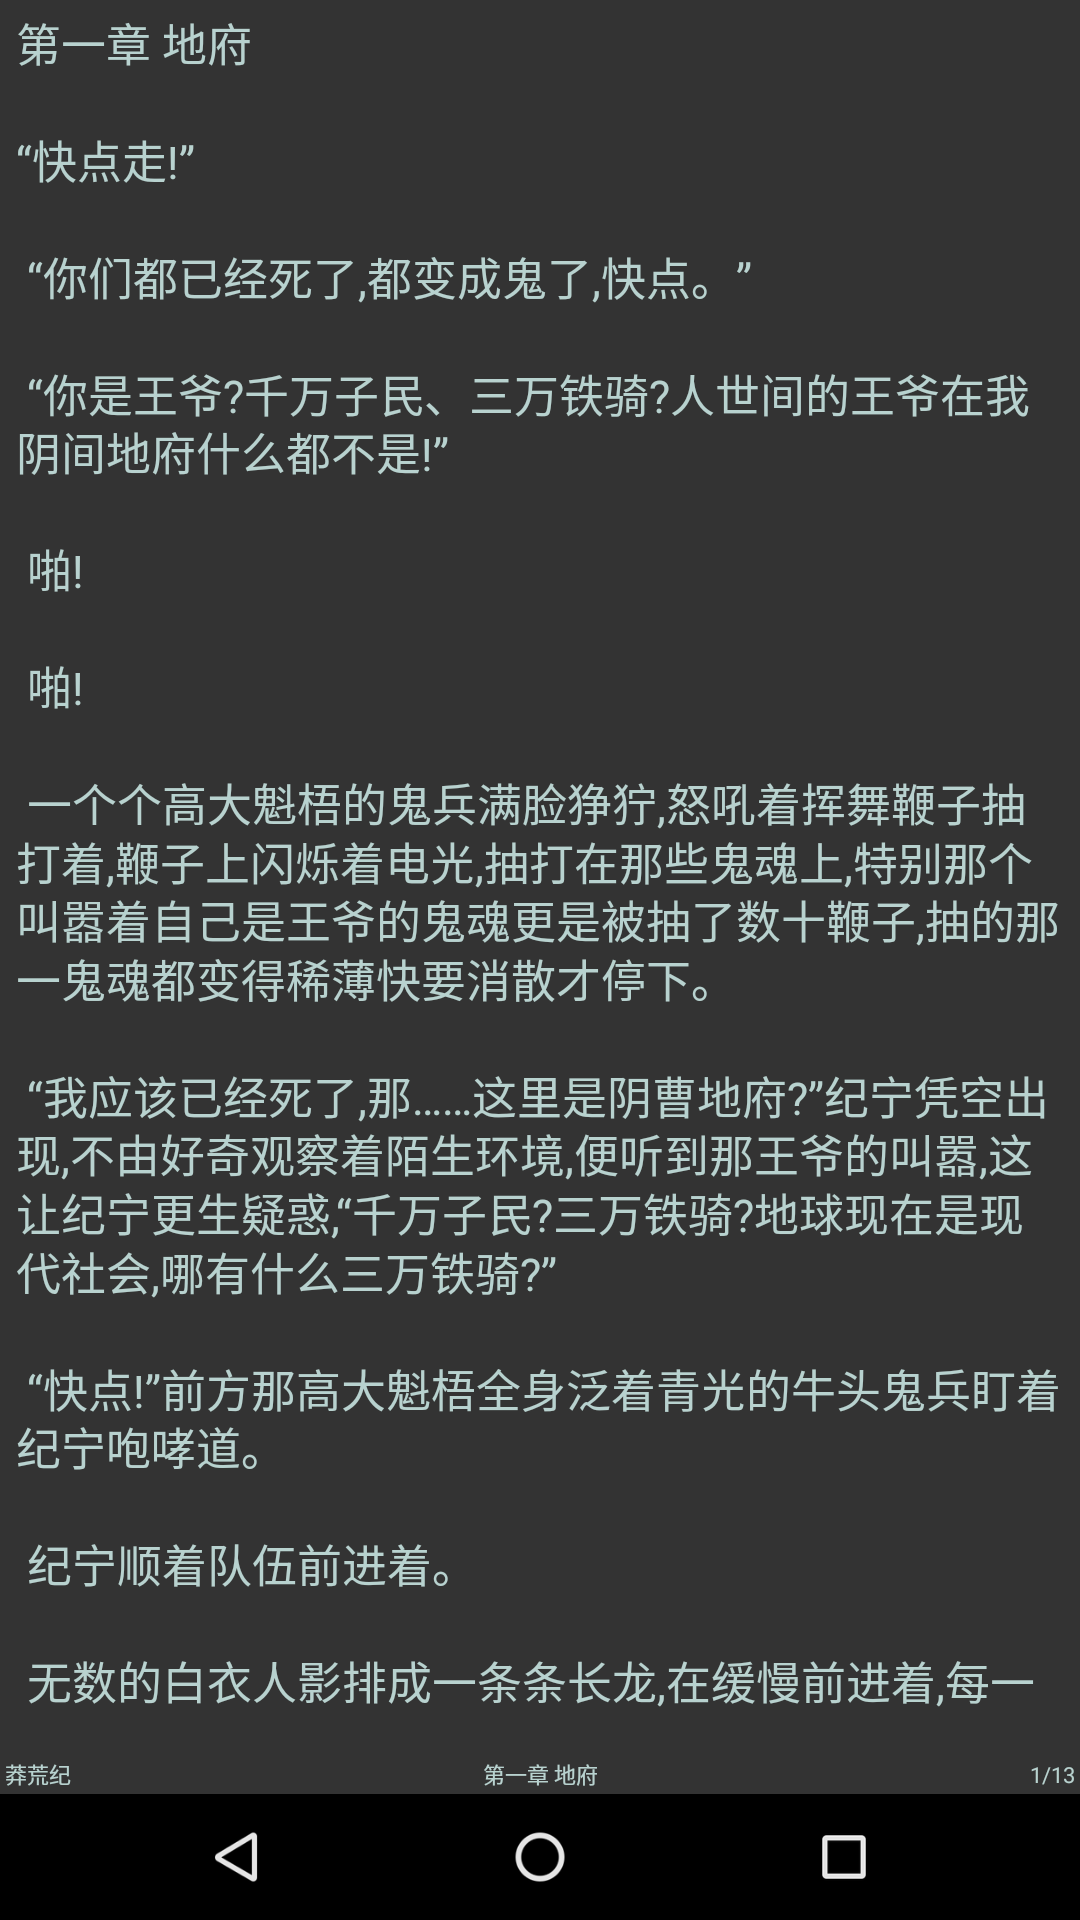 第一章 地府
“快点走!”
“你们都已经死了,都变成鬼了,快点。”
“你是王爷?千万子民、三万铁骑?人世间的王爷在我
阴间地府什么都不是!”
啪!
啪!
一个个高大魁梧的鬼兵满脸狰狞,怒吼着挥舞鞭子抽
打着,鞭子上闪烁着电光,抽打在那些鬼魂上,特别那个
叫嚣着自己是王爷的鬼魂更是被抽了数十鞭子,抽的那
一鬼魂都变得稀薄快要消散才停下。
“我应该已经死了,那……这里是阴曹地府?”纪宁凭空出
现,不由好奇观察着陌生环境,便听到那王爷的叫嚣,这
让纪宁更生疑惑,“千万子民?三万铁骑?地球现在是现
代社会,哪有什么三万铁骑?”
“快点!”前方那高大魁梧全身泛着青光的牛头鬼兵盯着
纪宁咆哮道。
纪宁顺着队伍前进着。
无数的白衣人影排成一条条长龙,在缓慢前进着,每一
莽荒纪 第一章 地府 1/13